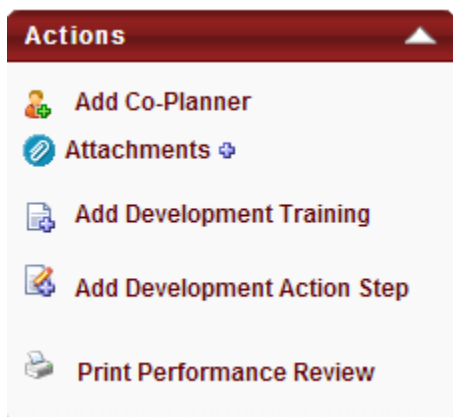 Actions
Add Co-Planner
Attachments
Add Development Training
Add Development Action Step
Print Performance Review